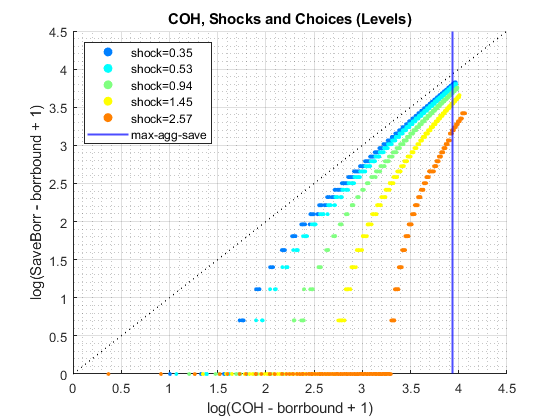 COH, Shocks and Choices (Levels)
log(SaveBorr - borrbound + 1)
4.5
4
3.5
3
2.5
2
1.5
1
0.5
0
shock=0.35
shock=0.53
shock=0.94
shock=1.45
shock=2.57
max-agg-save
0 0.5 1 1.5 2 2.5 3 3.5 4 4.5
log(COH - borrbound + 1)